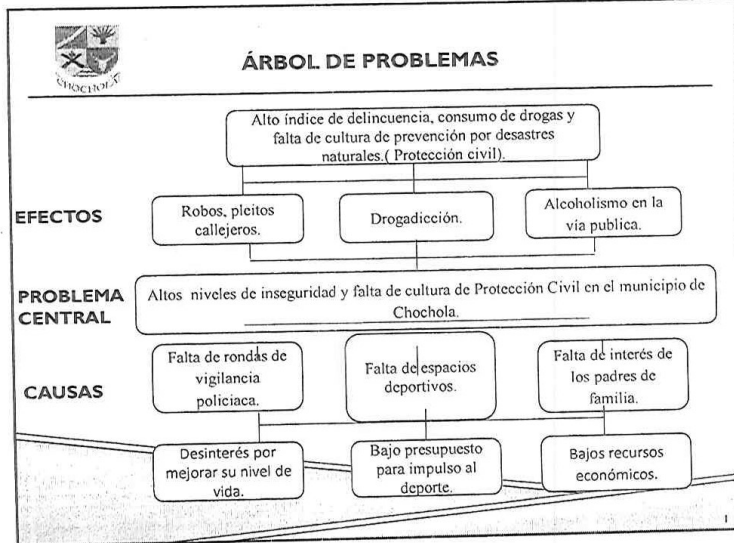 CHOCHOLÁ
ÁRBOL DE PROBLEMAS
Alto índice de delincuencia, consumo de drogas y
falta de cultura de prevención por desastres
naturales.( Protección civil).
EFECTOS
Robos, pleitos
callejeros.
Drogadicción.
Alcoholismo en la
vía publica.
PROBLEMA
CENTRAL
Altos niveles de inseguridad y falta de cultura de Protección Civil en el municipio de
Chochola.
CAUSAS
Falta de rondas de
vigilancia
policiaca.
Falta de espacios
deportivos.
Falta de interés de
los padres de
familia.
Desinterés por
mejorar su nivel de
vida.
Bajo presupuesto
para impulso al
deporte.
Bajos recursos
económicos.
1